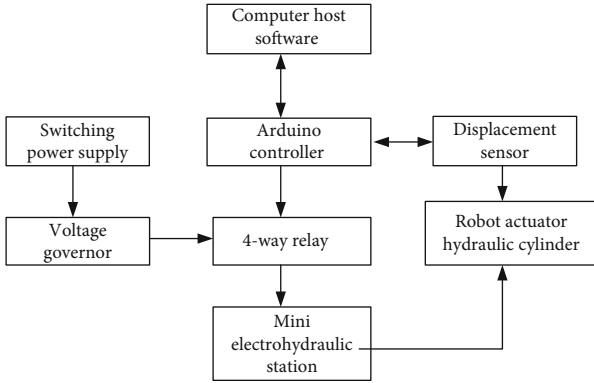 Computer host
software
Switching
power supply
Arduino
controller
Displacement
sensor
Voltage
governor
4-way relay
Robot actuator
hydraulic cylinder
Mini
electrohydraulic
station